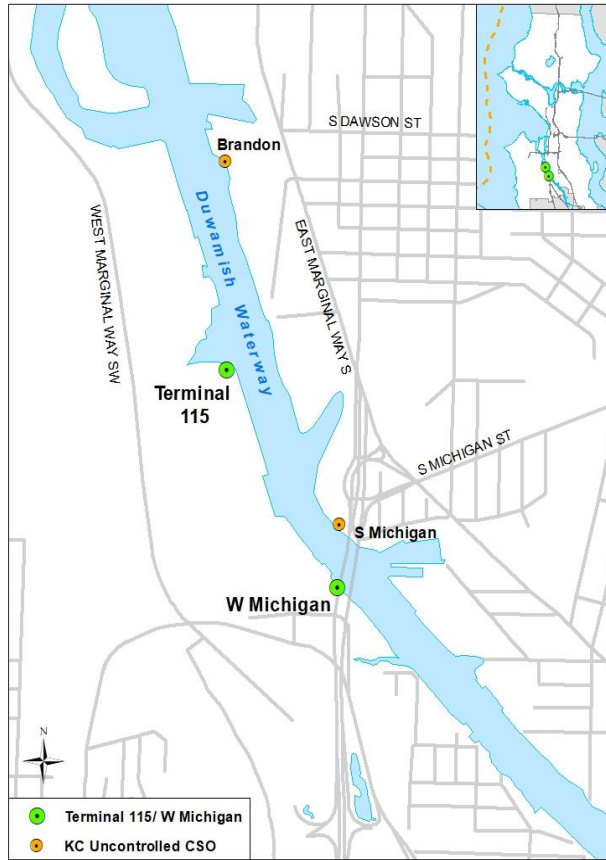 S DAWSON ST
Brandon
WEST MARGINAL WAY SW
Duwamish Waterway
EAST MARGINAL WAY S
Terminal
115
S MICHIGAN ST
S Michigan
W Michigan
N
Terminal 115/ W Michigan
KC Uncontrolled CSO